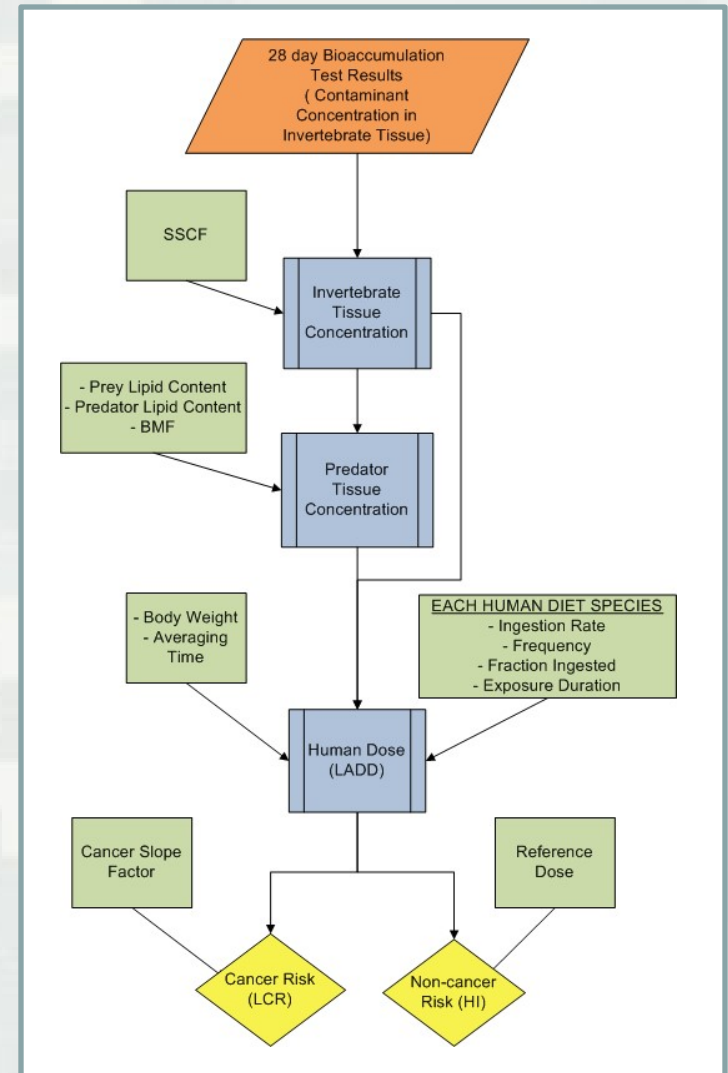 28 day Bioaccumulation
Test Results
( Contaminant
Concentration in
Invertebrate Tissue)
SSCF
Invertebrate
Tissue
Concentration
- Prey Lipid Content
- Predator Lipid Content
- BMF
Predator
Tissue
Concentration
- Body Weight
- Averaging
Time
EACH HUMAN DIET SPECIES
- Ingestion Rate
- Frequency
- Fraction Ingested
- Exposure Duration
Human Dose
(LADD)
Cancer Slope
Factor
Reference
Dose
Cancer Risk
(LCR)
Non-cancer
Risk (HI)